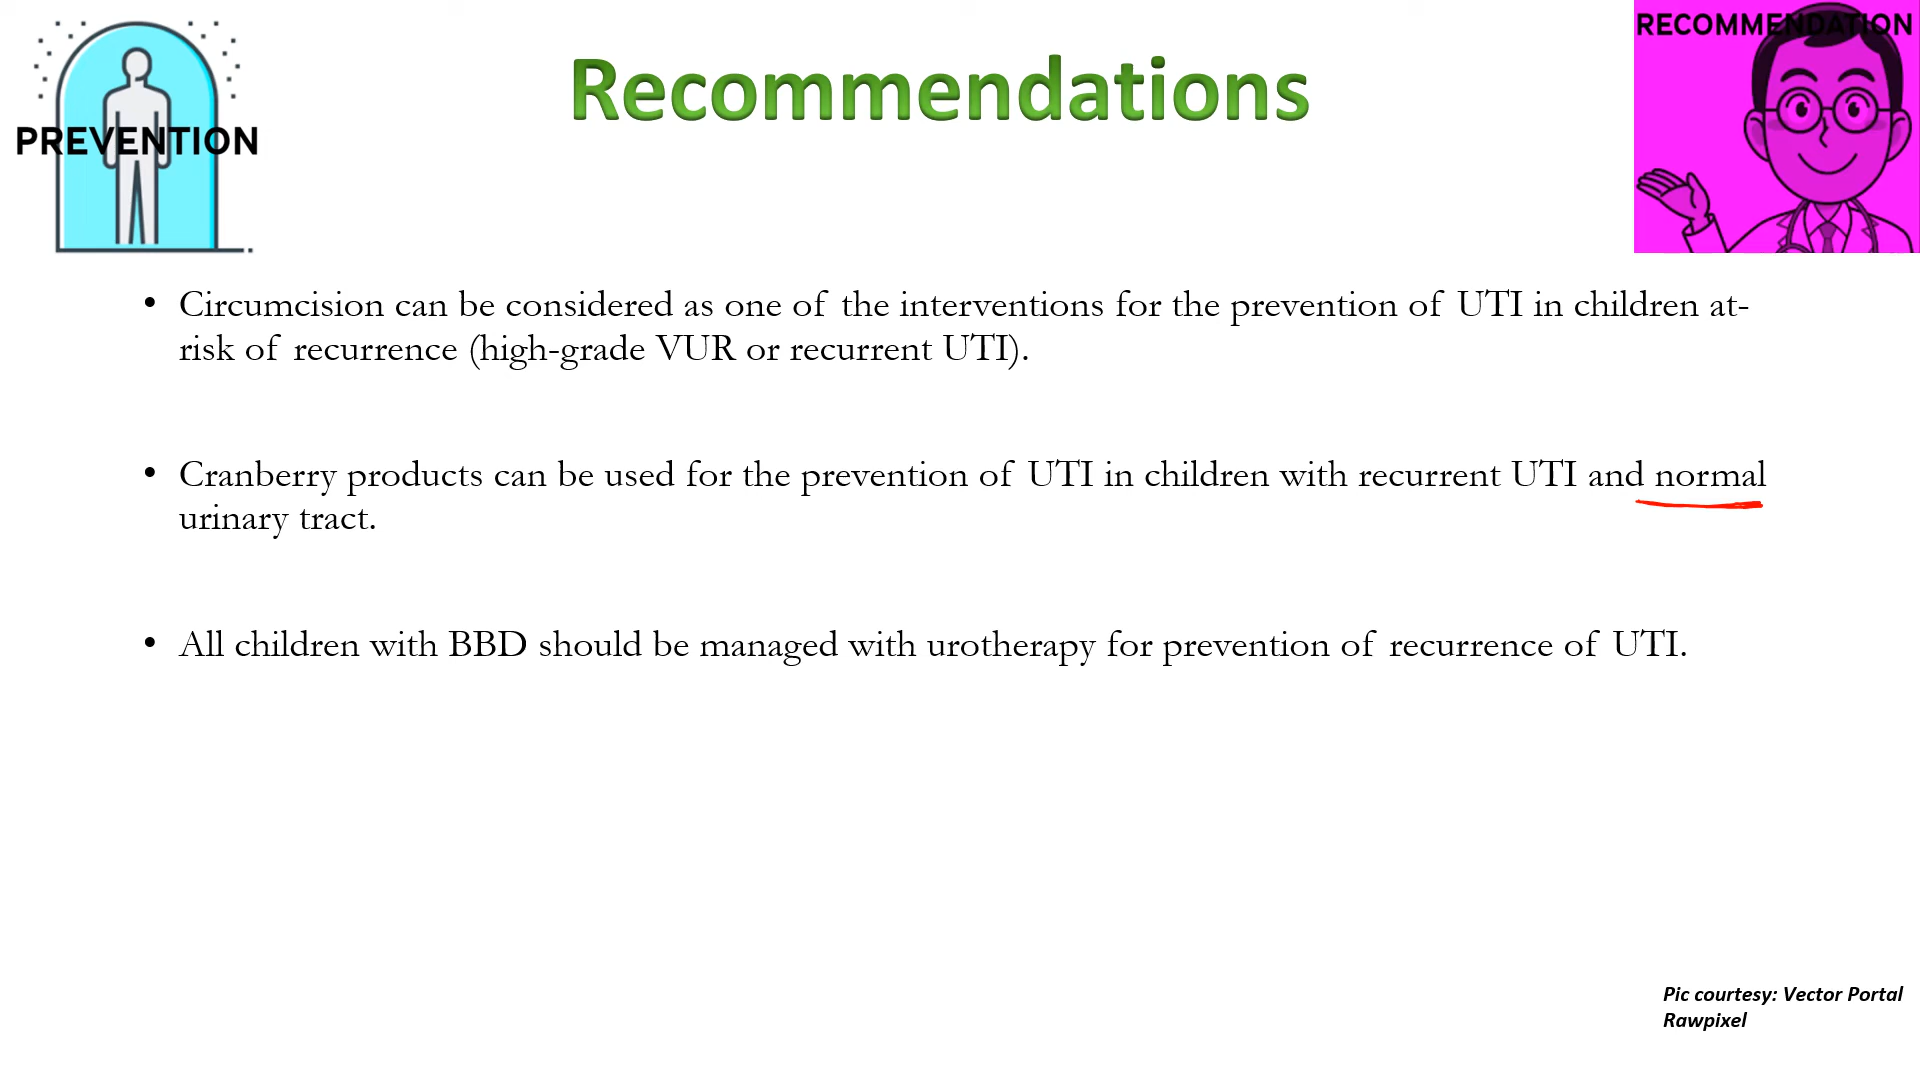 PREVENTION
Recommendations
RECOMMENDATION
• Circumcision can be considered as one of the interventions for the prevention of UTI in children at-
risk of recurrence (high-grade VUR or recurrent UTI).
• Cranberry products can be used for the prevention of UTI in children with recurrent UTI and normal
urinary tract.
• All children with BBD should be managed with urotherapy for prevention of recurrence of UTI.
Pic courtesy: Vector Portal
Rawpixel